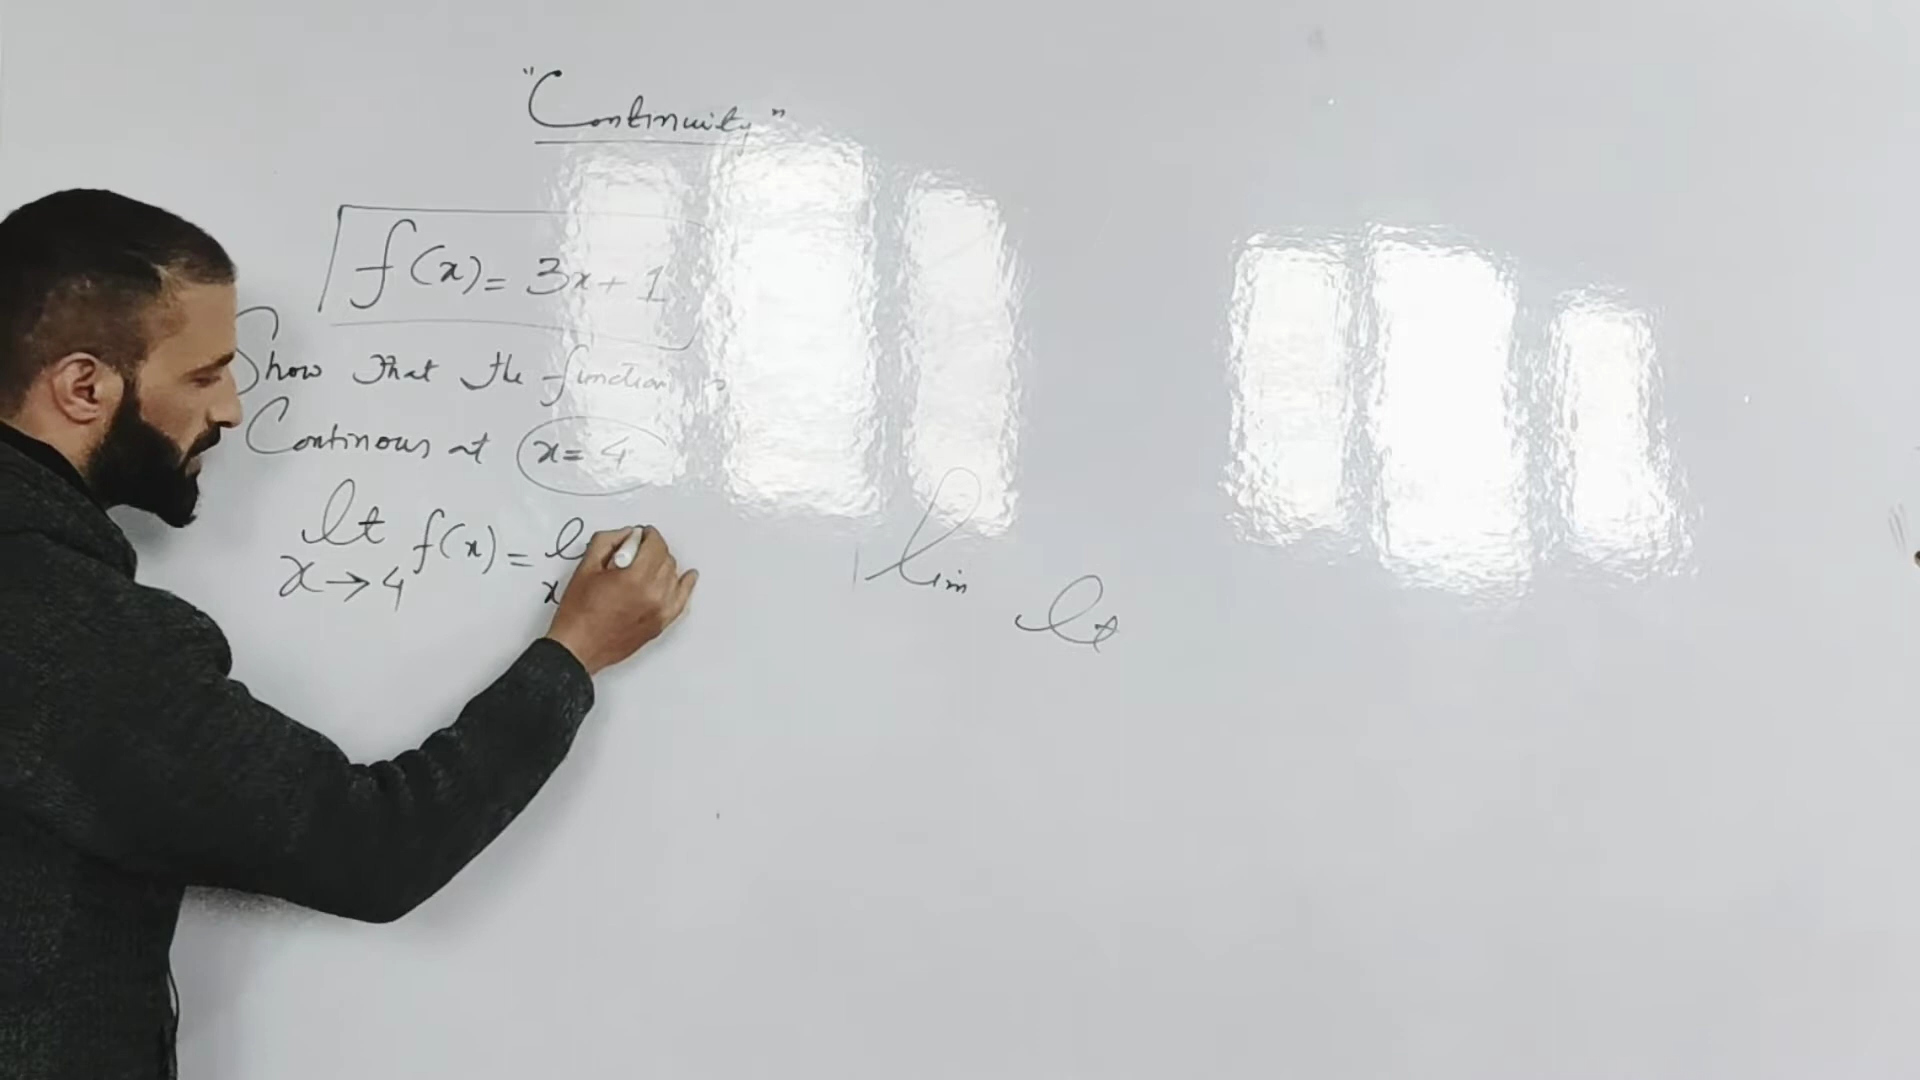 "Continuity"
f(x) = 3x + 1
Show that the function is
Continous at x = 4
lt f(x) = l
x → 4 x
lim
lt